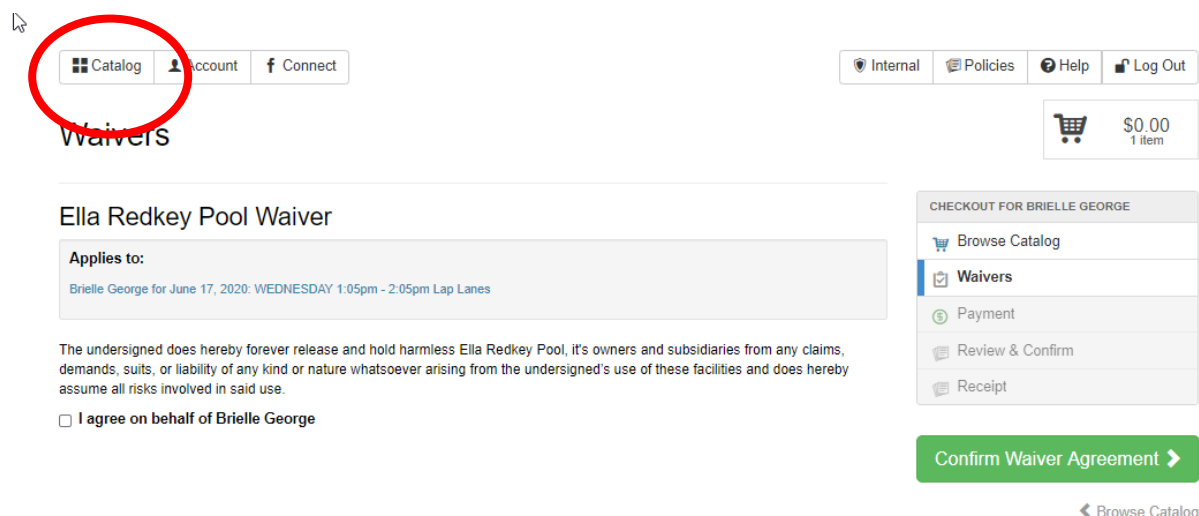 Catalog Account Connect Internal Policies Help Log Out
Waivers
$0.00
1 item
Ella Redkey Pool Waiver
Applies to:
Brielle George for June 17, 2020: WEDNESDAY 1:05pm - 2:05pm Lap Lanes
The undersigned does hereby forever release and hold harmless Ella Redkey Pool, it's owners and subsidiaries from any claims,
demands, suits, or liability of any kind or nature whatsoever arising from the undersigned's use of these facilities and does hereby
assume all risks involved in said use.
I agree on behalf of Brielle George
CHECKOUT FOR BRIELLE GEORGE
Browse Catalog
Waivers
Payment
Review & Confirm
Receipt
Confirm Waiver Agreement
Browse Catalog